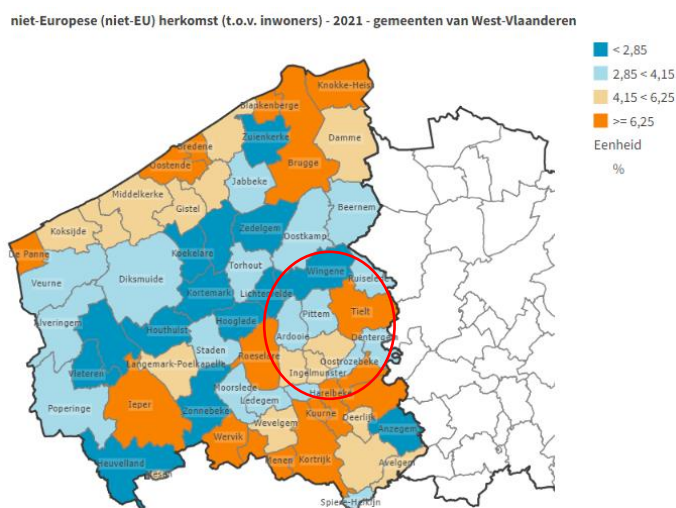 niet-Europese (niet-EU) herkomst (t.o.v. inwoners) - 2021 - gemeenten van West-Vlaanderen
< 2,85
2,85 < 4,15
4,15 < 6,25
>= 6,25
Eenheid
%
Knokke-Heist
Blankenberge
Zuienkerke
Damme
Bredene
Oostende
Brugge
Jabbeke
Middelkerke
Gistel
Beernem
Koksijde
Zedelgem
Oostkamp
De Panne
Koekelare
Torhout
Wingene
Veurne
Diksmuide
Ruiselede
Kortemark
Lichtervelde
Tielt
Pittem
Alveringem
Hooglede
Houthulst
Ardooie
Dentergem
Staden
Roeselare
Oostrozebeke
Langemark-Poelkapelle
Vleteren
Ingelmunster
Moorslede
Harelbeke
Ledegem
Poperinge
Ieper
Zonnebeke
Kuurne
Deerlijk
Wevelgem
Anzegem
Wervik
Heuvelland
Menen
Kortrijk
Avelgem
Spiere-Helkijn